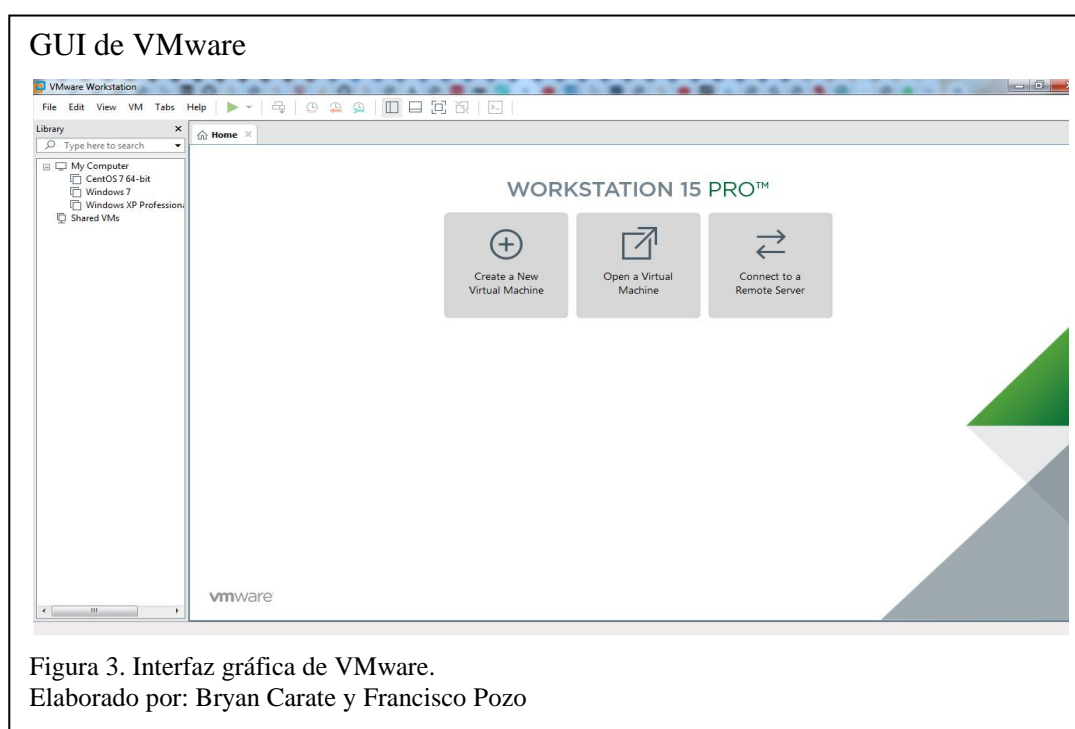 GUI de VMware
VMware Workstation
File Edit View VM Tabs Help
Library
Type here to search
My Computer
CentOS 7 64-bit
Windows 7
Windows XP Profession
Shared VMs
Home
WORKSTATION 15 PRO™
Create a New
Virtual Machine
Open a Virtual
Machine
Connect to a
Remote Server
vmware
Figura 3. Interfaz gráfica de VMware.
Elaborado por: Bryan Carate y Francisco Pozo